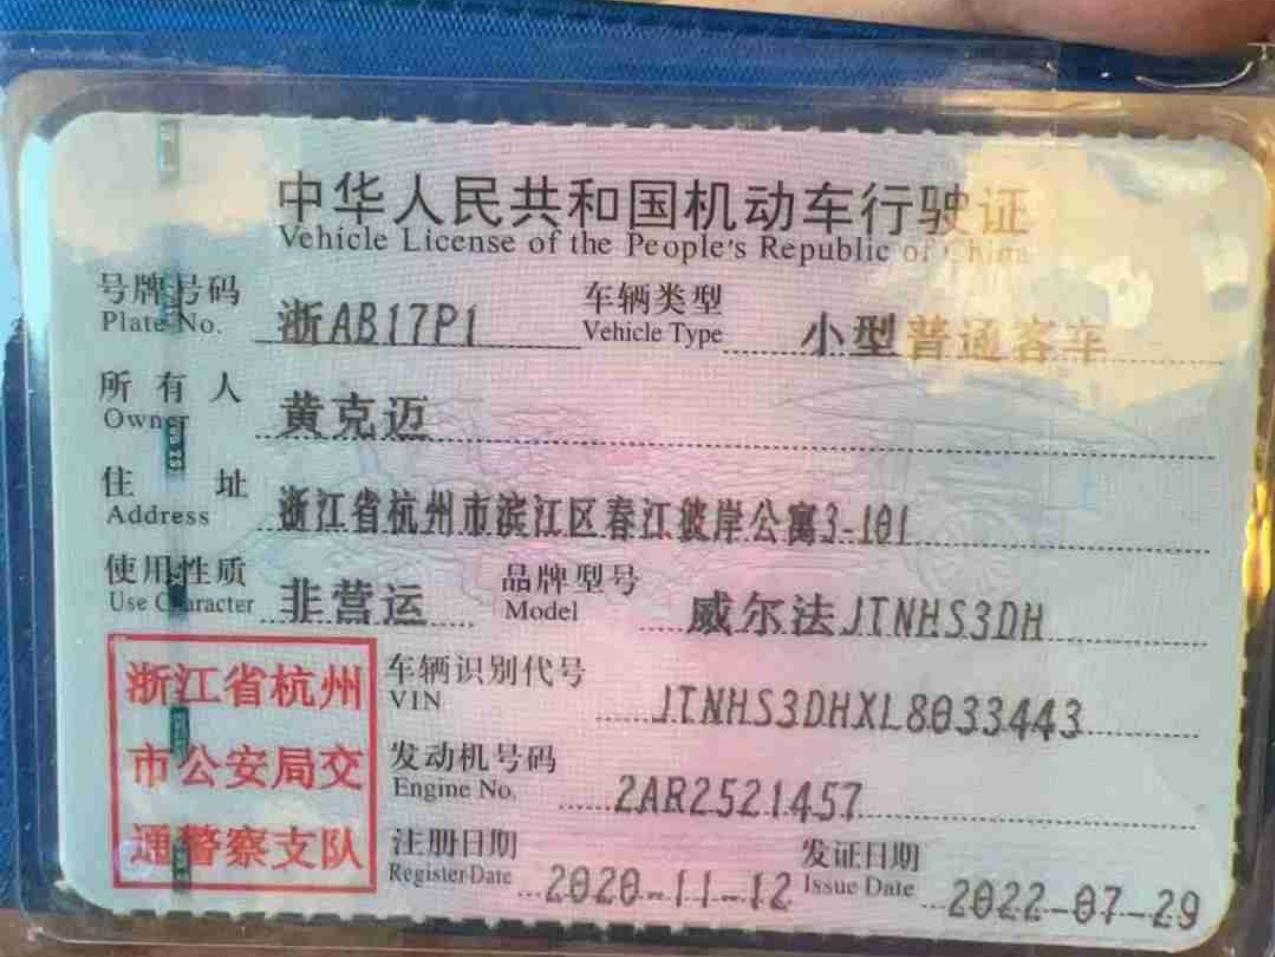 中华人民共和国机动车行驶证
Vehicle License of the People's Republic of China
号牌号码 浙AB17P1 车辆类型 小型普通客车
Plate No. Vehicle Type
所有人 黄克迈
Owner
住址 浙江省杭州市滨江区春江彼岸公寓3-101
Address
使用性质 非营运 品牌型号 威尔法JTNHS3DH
Use Character Model
浙江省杭州
市公安局交
通警察支队
车辆识别代号 JTNHS3DHXL8033443
VIN
发动机号码 2AR2521457
Engine No.
注册日期 2020-11-12 发证日期 2022-07-29
Register Date Issue Date